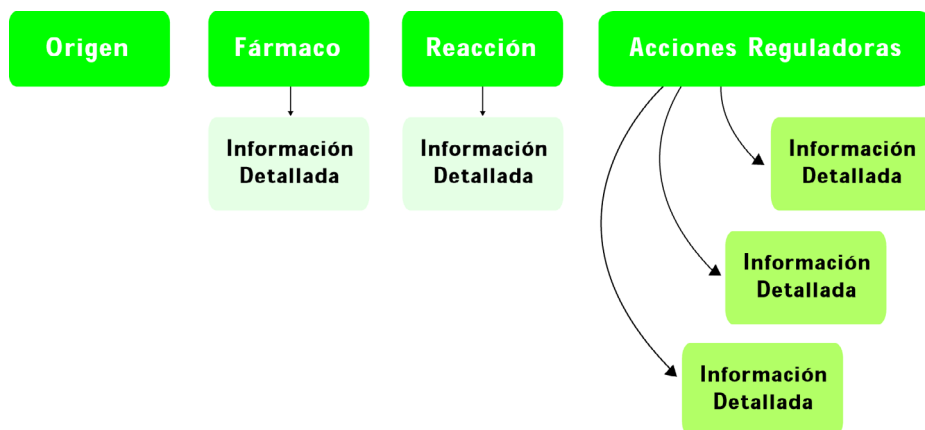 Origen
Fármaco
Reacción
Acciones Reguladoras
Información
Detallada
Información
Detallada
Información
Detallada
Información
Detallada
Información
Detallada